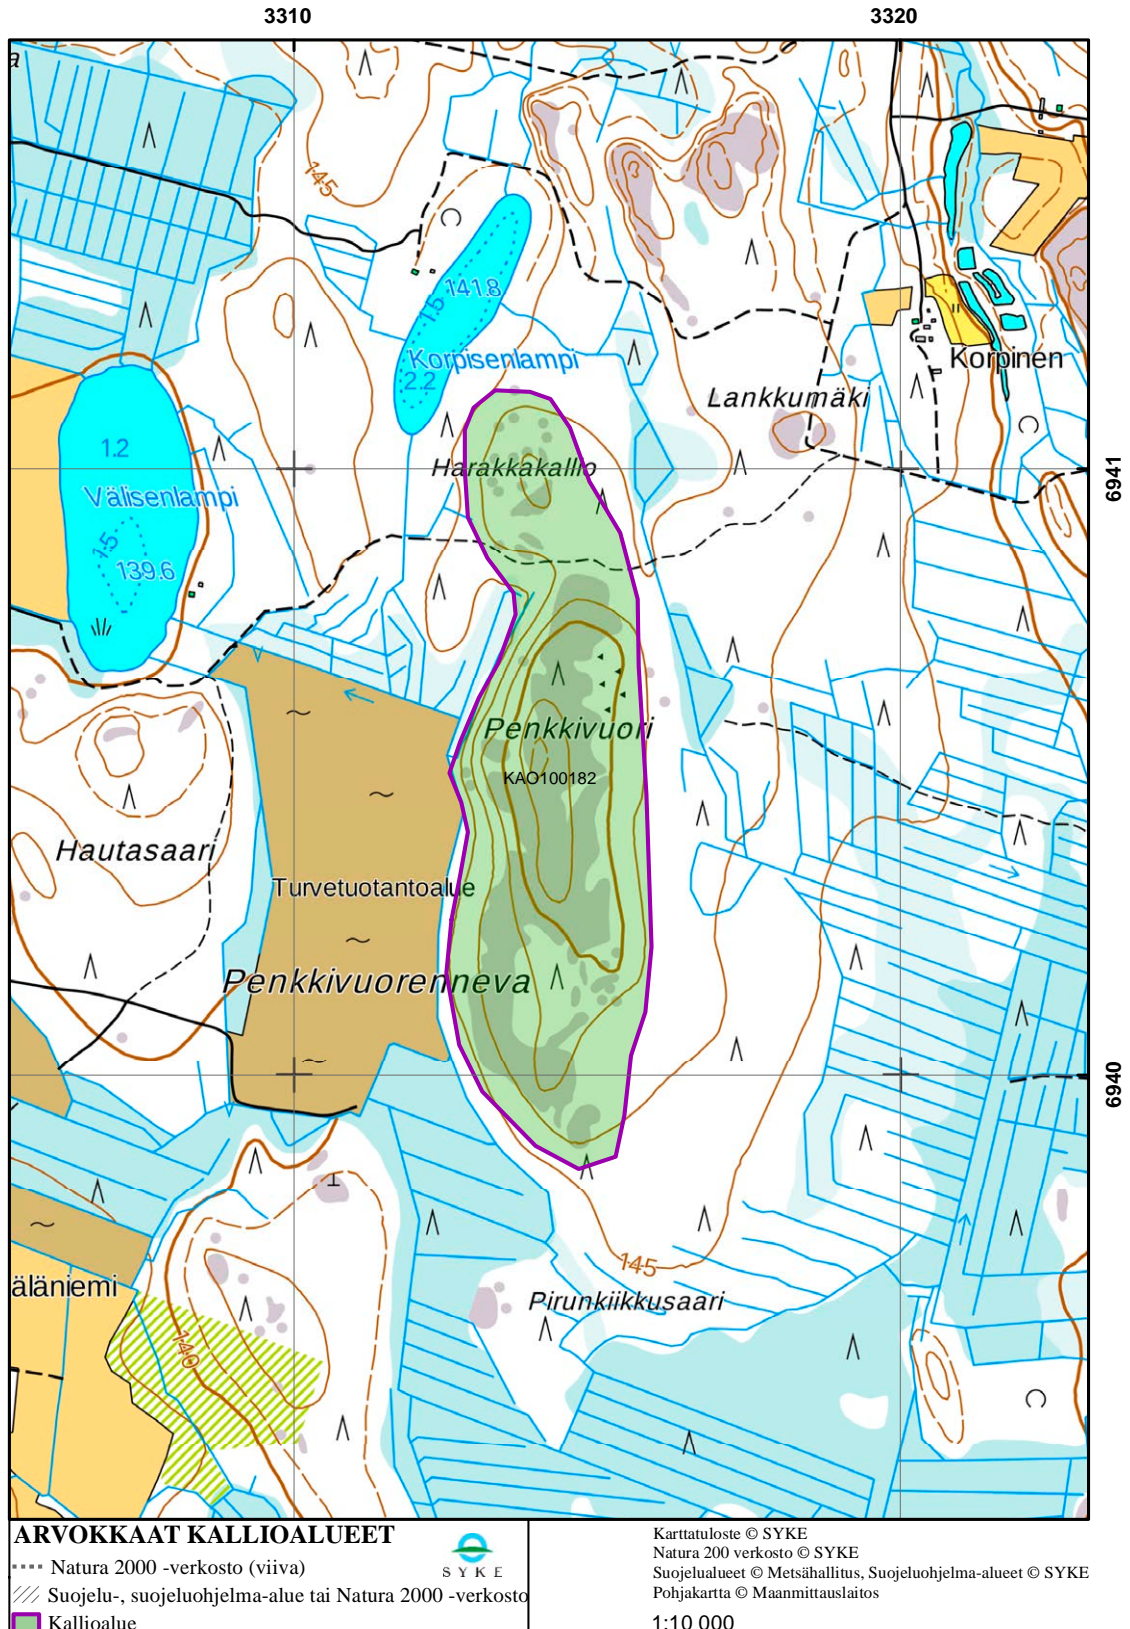 3310
3320
a
145
141.8
1.5
Korpisenlampi
2.2
Korpinen
Lankkumäki
1.2
Harakkakallio
6941
Välisenlampi
1.5
139.6
Penkkivuori
KAO100182
Hautasaari
Turvetuotantoalue
Penkkivuorenneva
6940
145
äläniemi
Pirunkiikkusaari
140
ARVOKKAAT KALLIOALUEET
SYKE
Natura 2000 -verkosto (viiva)
Suojelu-, suojeluohjelma-alue tai Natura 2000 -verkosto
Kallioalue
Karttatuloste © SYKE
Natura 200 verkosto © SYKE
Suojelualueet © Metsähallitus, Suojeluohjelma-alueet © SYKE
Pohjakartta © Maanmittauslaitos
1:10 000